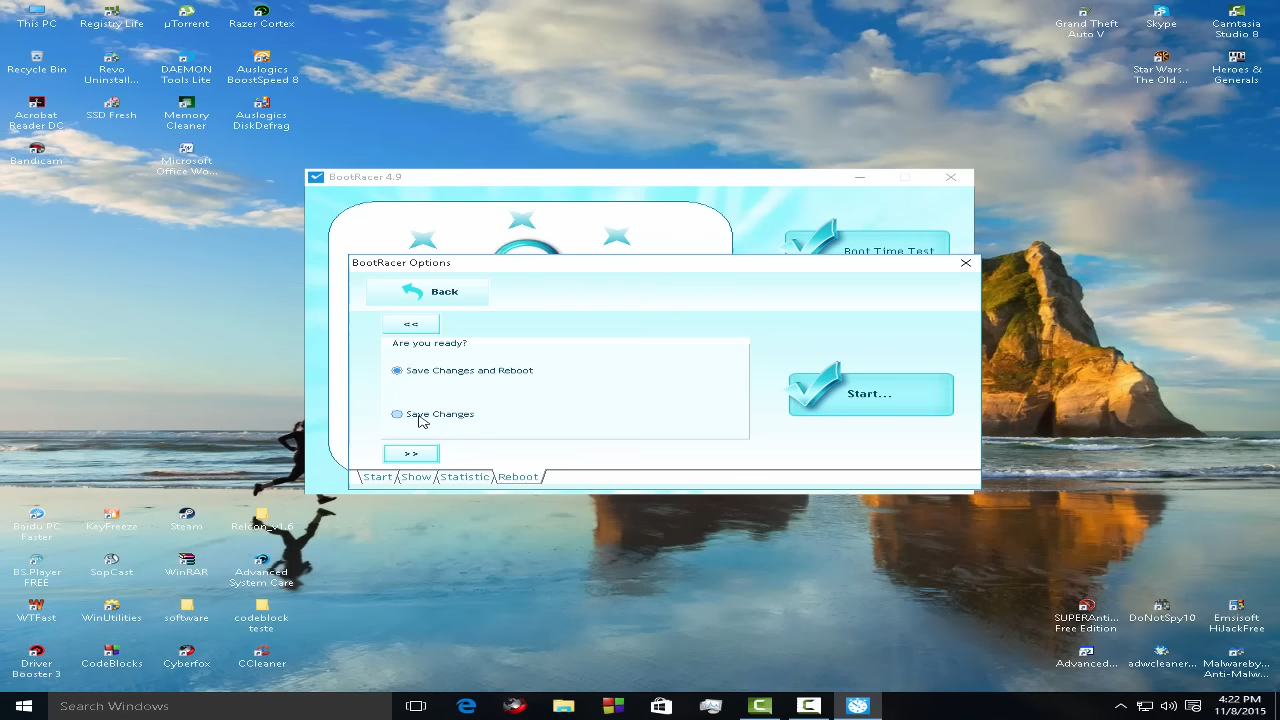 This PC
Registry Life
µTorrent
Razer Cortex
Grand Theft
Auto V
Skype
Camtasia
Studio 8
Recycle Bin
Revo
Uninstall...
DAEMON
Tools Lite
Auslogics
BoostSpeed 8
Star Wars -
The Old ...
Heroes &
Generals
Acrobat
Reader DC
SSD Fresh
Memory
Cleaner
Auslogics
DiskDefrag
Bandicam
Microsoft
Office Wo...
BootRacer 4.9
Boot Time Test
BootRacer Options
Back
<<
Are you ready?
Save Changes and Reboot
Save Changes
Start...
>>
Start
Show
Statistic
Reboot
Baidu PC
Faster
KeyFreeze
Steam
Relcon_v1.6
BS.Player
FREE
SopCast
WinRAR
Advanced
System Care
WTFast
WinUtilities
software
codeblock
teste
SUPERAnti...
Free Edition
DoNotSpy10
Emsisoft
HiJackFree
Driver
Booster 3
CodeBlocks
Cyberfox
CCleaner
Advanced...
adwcleaner...
Malwareby...
Anti-Malw...
Search Windows
4:22 PM
11/8/2015